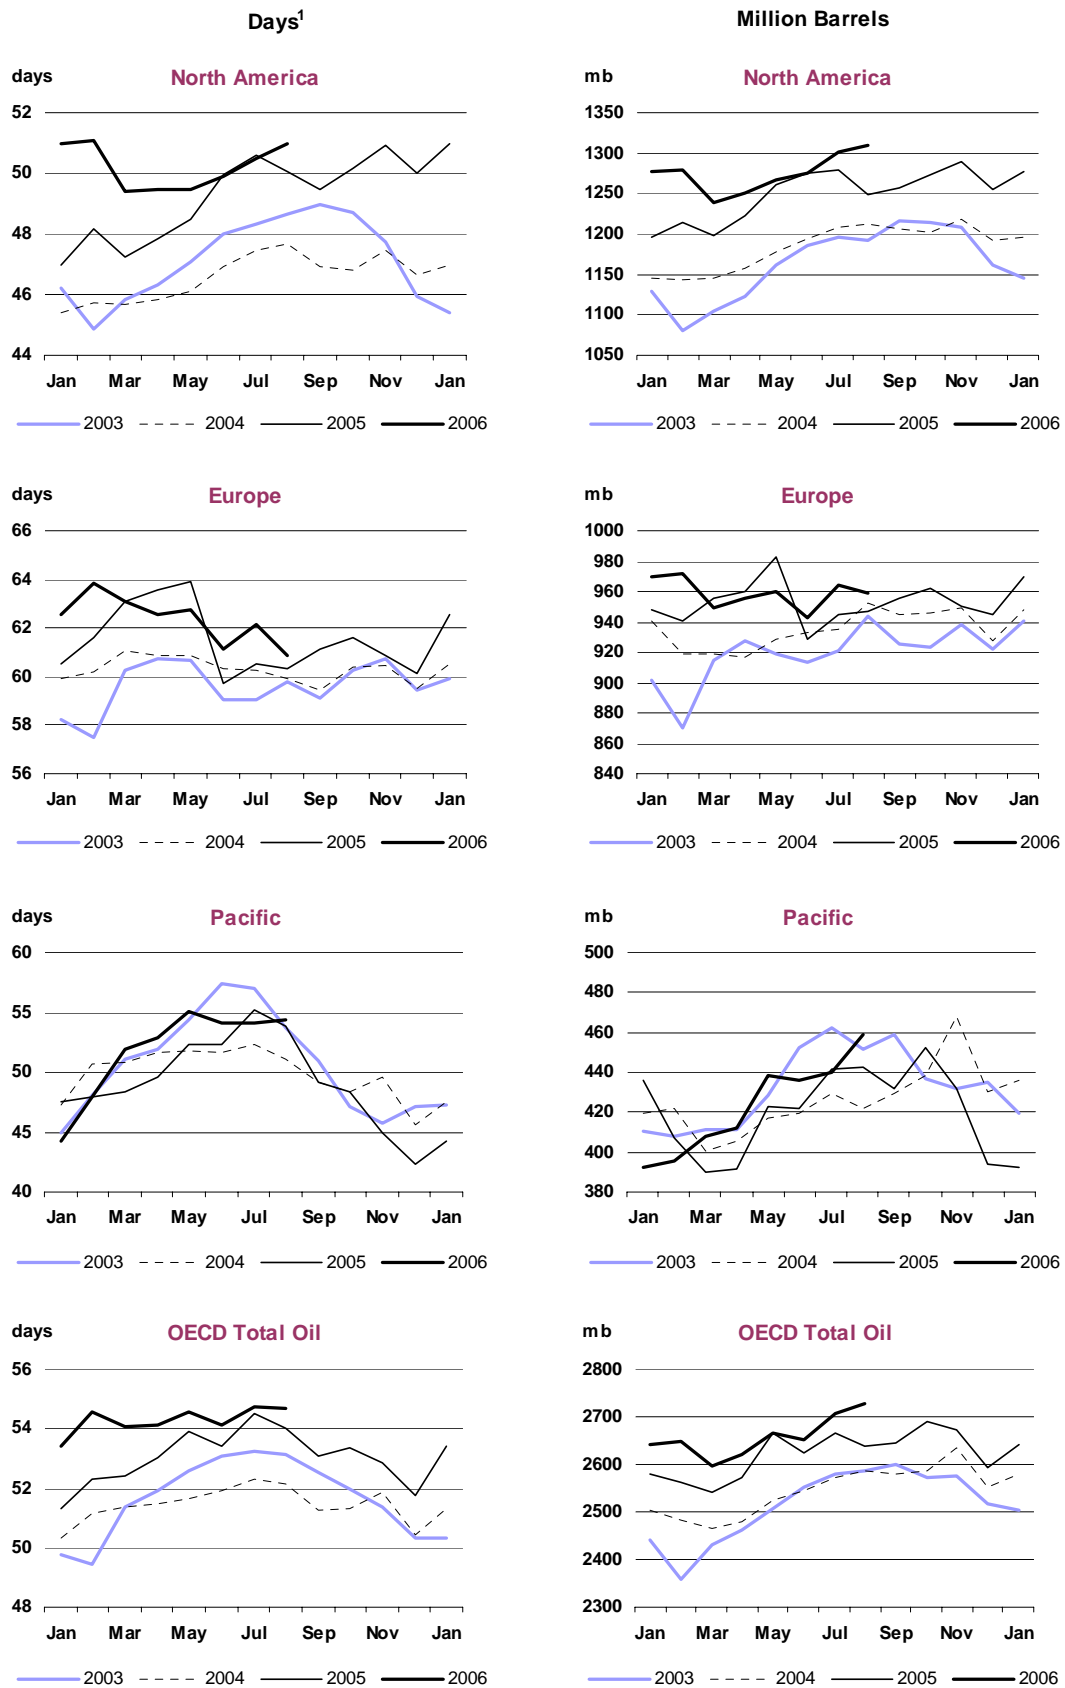 Days1
Million Barrels
days
North America
52
50
48
46
44
Jan Mar May Jul Sep Nov Jan
2003 2004 2005 2006
mb
North America
1350
1300
1250
1200
1150
1100
1050
Jan Mar May Jul Sep Nov Jan
2003 2004 2005 2006
days
Europe
66
64
62
60
58
56
Jan Mar May Jul Sep Nov Jan
2003 2004 2005 2006
mb
Europe
1000
980
960
940
920
900
880
860
840
Jan Mar May Jul Sep Nov Jan
2003 2004 2005 2006
days
Pacific
60
55
50
45
40
Jan Mar May Jul Sep Nov Jan
2003 2004 2005 2006
mb
Pacific
500
480
460
440
420
400
380
Jan Mar May Jul Sep Nov Jan
2003 2004 2005 2006
days
OECD Total Oil
56
54
52
50
48
Jan Mar May Jul Sep Nov Jan
2003 2004 2005 2006
mb
OECD Total Oil
2800
2700
2600
2500
2400
2300
Jan Mar May Jul Sep Nov Jan
2003 2004 2005 2006